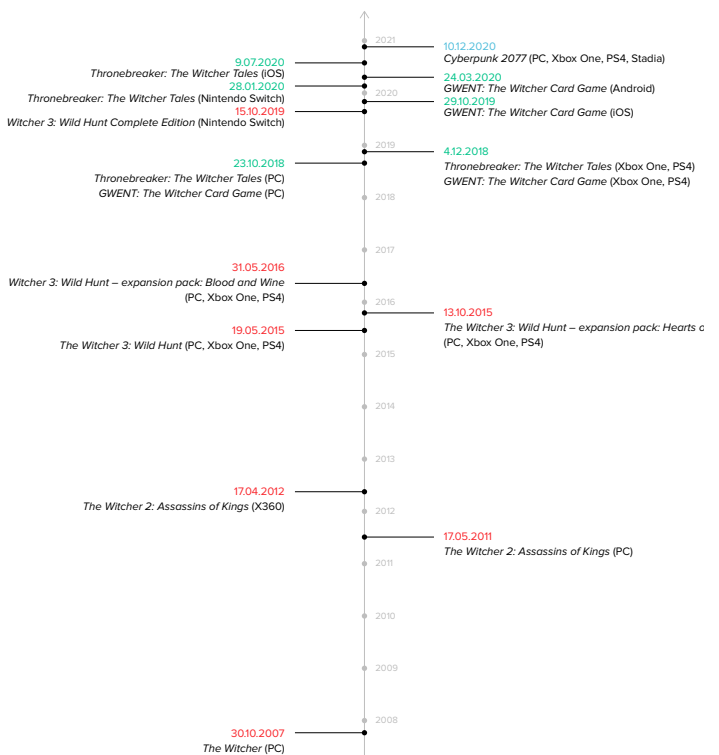 2021
10.12.2020
Cyberpunk 2077 (PC, Xbox One, PS4, Stadia)
9.07.2020
Thronebreaker: The Witcher Tales (iOS)
24.03.2020
GWENT: The Witcher Card Game (Android)
28.01.2020
Thronebreaker: The Witcher Tales (Nintendo Switch)
2020
29.10.2019
GWENT: The Witcher Card Game (iOS)
15.10.2019
Witcher 3: Wild Hunt Complete Edition (Nintendo Switch)
2019
4.12.2018
Thronebreaker: The Witcher Tales (Xbox One, PS4)
GWENT: The Witcher Card Game (Xbox One, PS4)
23.10.2018
Thronebreaker: The Witcher Tales (PC)
GWENT: The Witcher Card Game (PC)
2018
2017
31.05.2016
Witcher 3: Wild Hunt – expansion pack: Blood and Wine
(PC, Xbox One, PS4)
2016
13.10.2015
The Witcher 3: Wild Hunt – expansion pack: Hearts o
(PC, Xbox One, PS4)
19.05.2015
The Witcher 3: Wild Hunt (PC, Xbox One, PS4)
2015
2014
2013
17.04.2012
The Witcher 2: Assassins of Kings (X360)
2012
17.05.2011
The Witcher 2: Assassins of Kings (PC)
2011
2010
2009
2008
30.10.2007
The Witcher (PC)